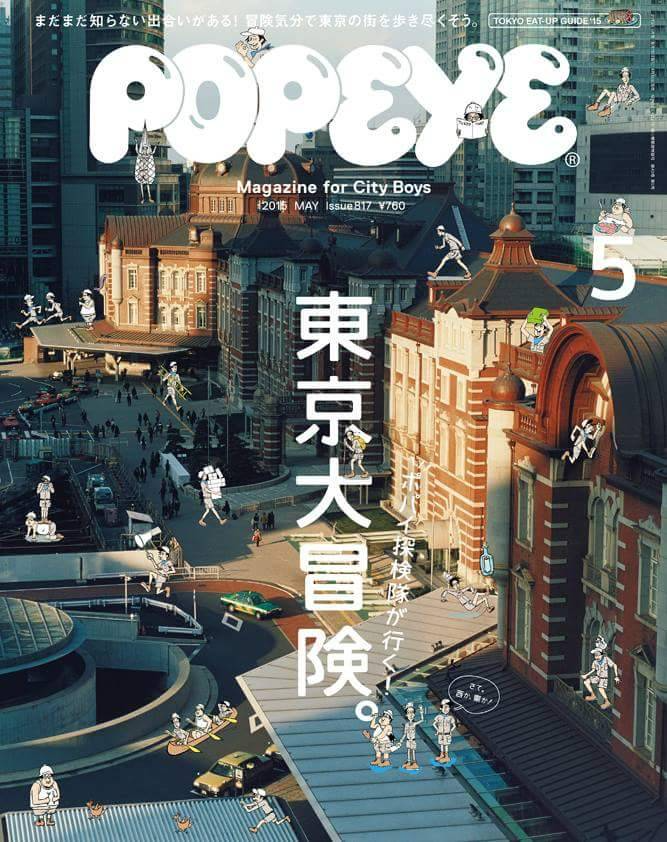 まだまだ知らない出合いがある! 冒険気分で東京の街を歩き尽くそう。
TOKYO EAT-UP GUIDE '15
POPEYE
®
Magazine for City Boys
2015 MAY Issue817 ¥760
5
東京大冒険。
ポパイ探検隊が行く!
さて、
西か、東か!